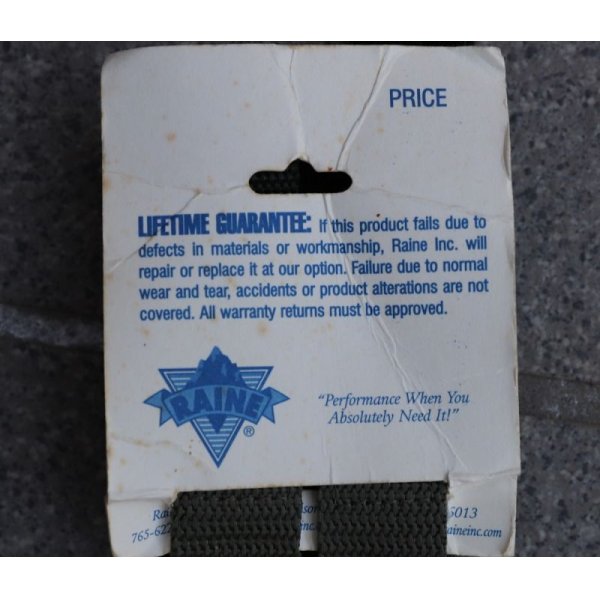 PRICE
LIFETIME GUARANTEE: If this product fails due to
defects in materials or workmanship, Raine Inc. will
repair or replace it at our option. Failure due to normal
wear and tear, accidents or product alterations are not
covered. All warranty returns must be approved.
RAINE
®
"Performance When You
Absolutely Need It!"